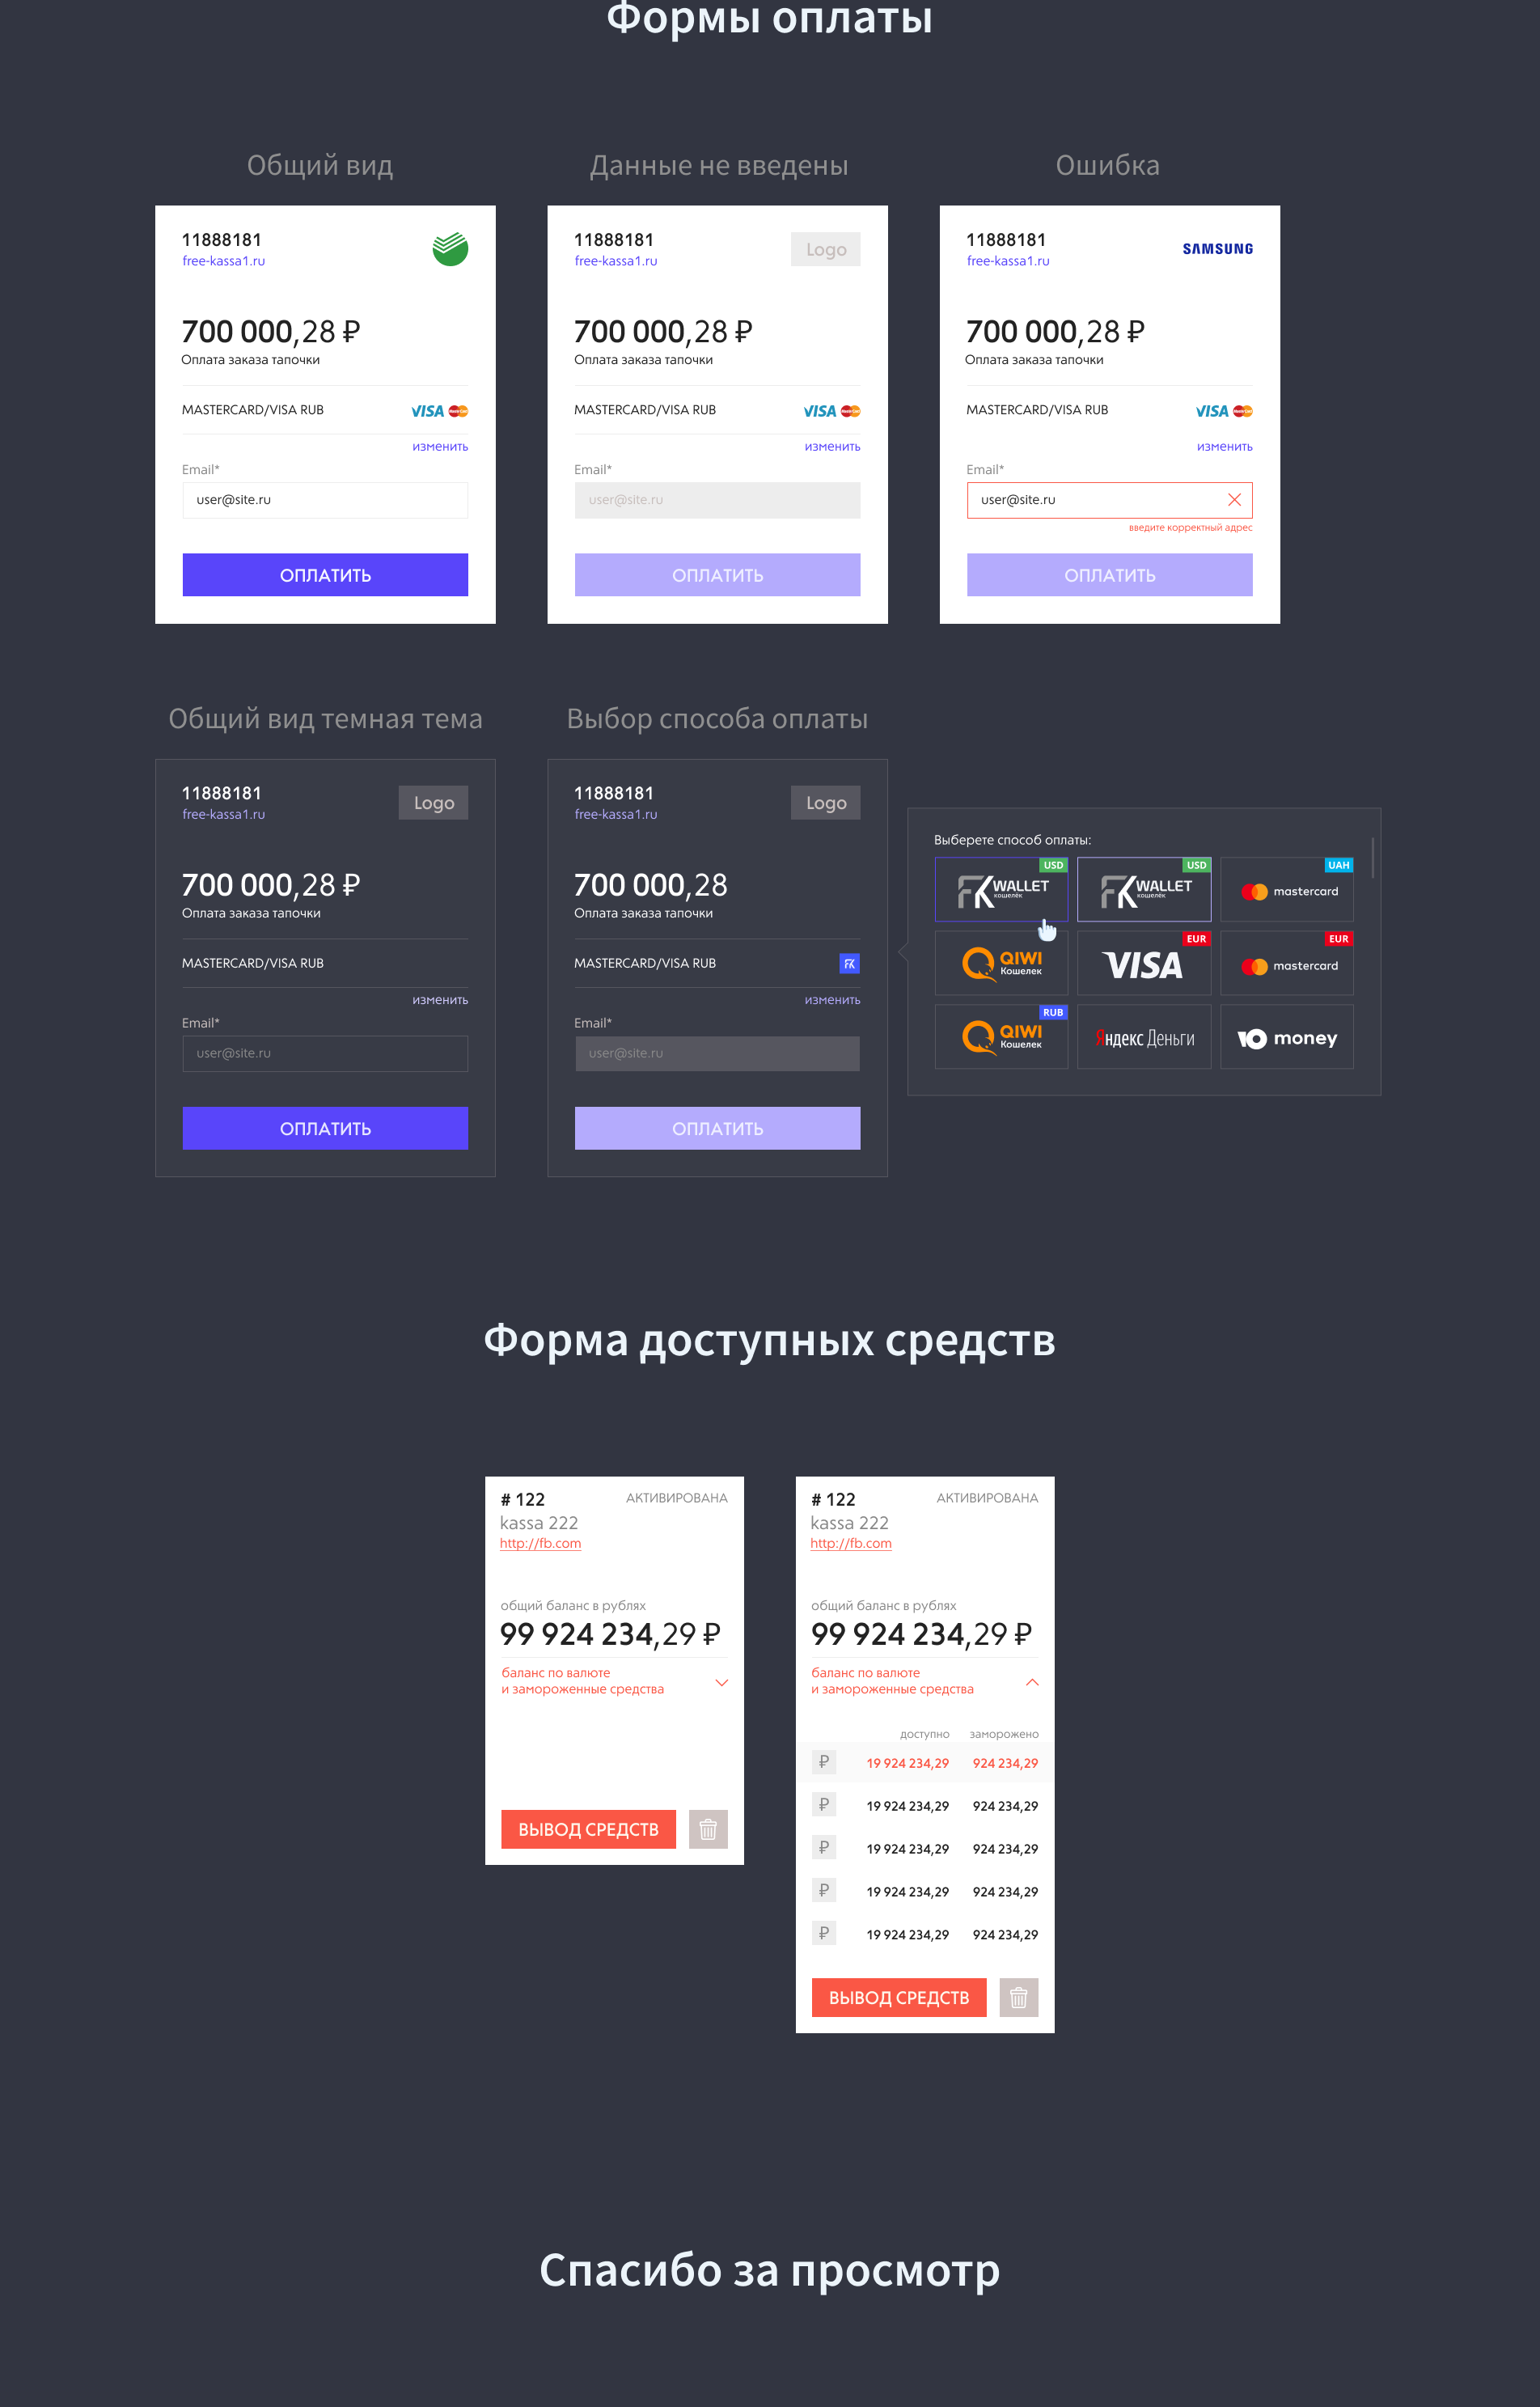 Формы оплаты
Общий вид
11888181
free-kassa1.ru
700 000,28 ₽
Оплата заказа тапочки
MASTERCARD/VISA RUB
VISA MasterCard
изменить
Email*
user@site.ru
ОПЛАТИТЬ
Данные не введены
11888181
Logo
free-kassa1.ru
700 000,28 ₽
Оплата заказа тапочки
MASTERCARD/VISA RUB
VISA MasterCard
изменить
Email*
user@site.ru
ОПЛАТИТЬ
Ошибка
11888181
SAMSUNG
free-kassa1.ru
700 000,28 ₽
Оплата заказа тапочки
MASTERCARD/VISA RUB
VISA MasterCard
изменить
Email*
user@site.ru
введите корректный адрес
ОПЛАТИТЬ
Общий вид темная тема
11888181
Logo
free-kassa1.ru
700 000,28 ₽
Оплата заказа тапочки
MASTERCARD/VISA RUB
изменить
Email*
user@site.ru
ОПЛАТИТЬ
Выбор способа оплаты
11888181
Logo
free-kassa1.ru
700 000,28
Оплата заказа тапочки
MASTERCARD/VISA RUB
FK
изменить
Email*
user@site.ru
ОПЛАТИТЬ
Выберете способ оплаты:
USD
FK WALLET
кошелёк
USD
FK WALLET
кошелёк
UAH
mastercard
QIWI
Кошелек
EUR
VISA
EUR
mastercard
RUB
QIWI
Кошелек
Яндекс Деньги
Ю money
Форма доступных средств
# 122
АКТИВИРОВАНА
kassa 222
http://fb.com
общий баланс в рублях
99 924 234,29 ₽
баланс по валюте
и замороженные средства
ВЫВОД СРЕДСТВ
# 122
АКТИВИРОВАНА
kassa 222
http://fb.com
общий баланс в рублях
99 924 234,29 ₽
баланс по валюте
и замороженные средства
доступно заморожено
₽ 19 924 234,29 924 234,29
₽ 19 924 234,29 924 234,29
₽ 19 924 234,29 924 234,29
₽ 19 924 234,29 924 234,29
₽ 19 924 234,29 924 234,29
ВЫВОД СРЕДСТВ
Спасибо за просмотр